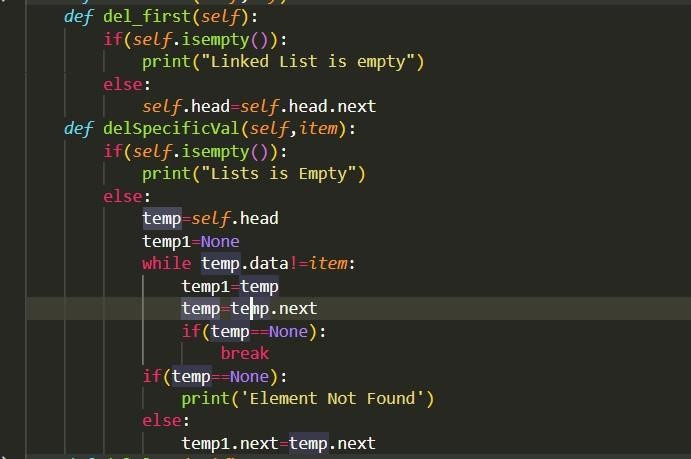 def del_first(self):
if(self.isempty()):
print("Linked List is empty")
else:
self.head=self.head.next
def delSpecificVal(self,item):
if(self.isempty()):
print("Lists is Empty")
else:
temp=self.head
temp1=None
while temp.data!=item:
temp1=temp
temp=temp.next
if(temp==None):
break
if(temp==None):
print('Element Not Found')
else:
temp1.next=temp.next